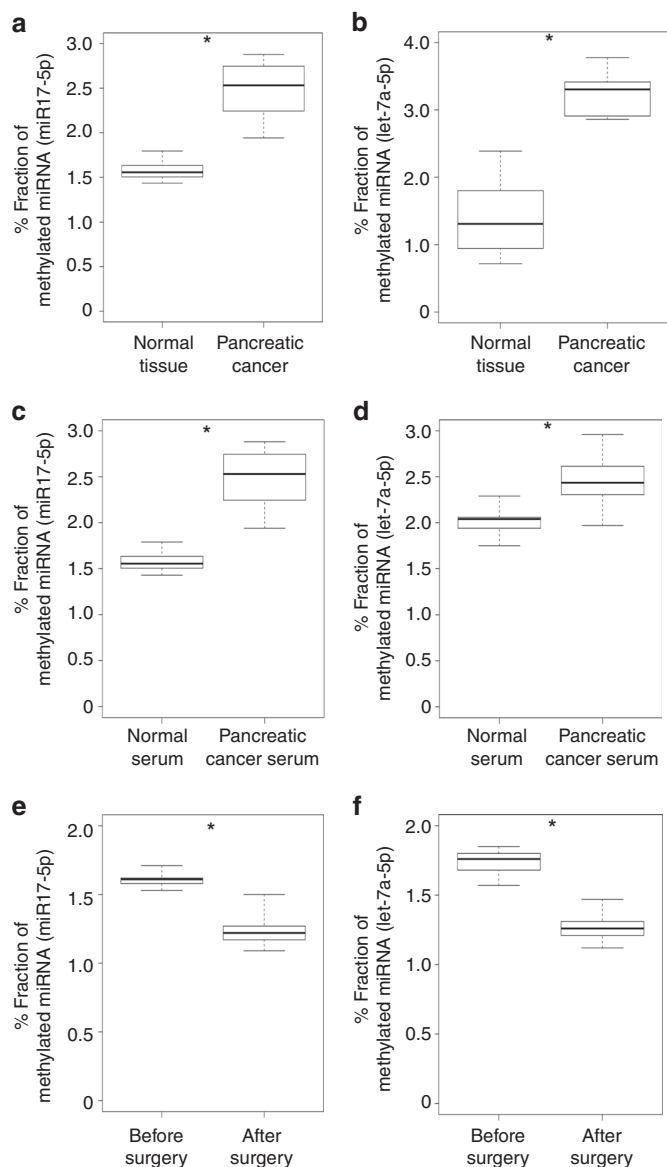 a
*
% Fraction of
methylated miRNA (miR17-5p)
3.0
2.5
2.0
1.5
1.0
0.5
0
Normal
tissue
Pancreatic
cancer
b
*
% Fraction of
methylated miRNA (let-7a-5p)
4.0
3.0
2.0
1.0
0
Normal
tissue
Pancreatic
cancer
c
*
% Fraction of
methylated miRNA (miR17-5p)
3.0
2.5
2.0
1.5
1.0
0.5
0
Normal
serum
Pancreatic
cancer serum
d
*
% Fraction of
methylated miRNA (let-7a-5p)
3.0
2.5
2.0
1.5
1.0
0.5
0
Normal
serum
Pancreatic
cancer serum
e
*
% Fraction of
methylated miRNA (miR17-5p)
2.0
1.5
1.0
0.5
0
Before
surgery
After
surgery
f
*
% Fraction of
methylated miRNA (let-7a-5p)
2.0
1.5
1.0
0.5
0
Before
surgery
After
surgery